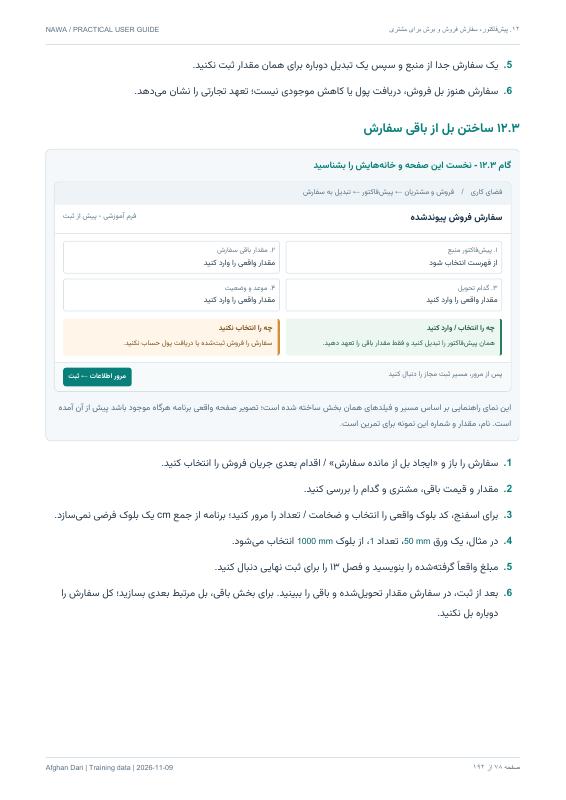 ۱۲. پیش‌فاکتور، سفارش فروش و برش برای مشتری
NAWA / PRACTICAL USER GUIDE
5. یک سفارش جدا از منبع و سپس یک تبدیل دوباره برای همان مقدار ثبت نکنید.
6. سفارش هنوز بل فروش، دریافت پول یا کاهش موجودی نیست؛ تعهد تجارتی را نشان می‌دهد.
۱۲.۳ ساختن بل از باقی سفارش
گام ۱۲.۳ - نخست این صفحه و خانه‌هایش را بشناسید
فضای کاری / فروش و مشتریان ← پیش‌فاکتور ← تبدیل به سفارش
سفارش فروش پیوندشده
فرم آموزشی - پیش از ثبت
۱. پیش‌فاکتور منبع
از فهرست انتخاب شود
۲. مقدار باقی سفارش
مقدار واقعی را وارد کنید
۳. گدام تحویل
مقدار واقعی را وارد کنید
۴. موعد و وضعیت
مقدار واقعی را وارد کنید
چه را انتخاب / وارد کنید
همان پیش‌فاکتور را تبدیل کنید و فقط مقدار باقی را تعهد دهید.
چه را انتخاب نکنید
سفارش را فروش ثبت‌شده یا دریافت پول حساب نکنید.
پس از مرور، مسیر ثبت مجاز را دنبال کنید
مرور اطلاعات ← ثبت
این نمای راهنمایی بر اساس مسیر و فیلدهای همان بخش ساخته شده است؛ تصویر صفحه واقعی برنامه هرگاه موجود باشد پیش از آن آمده
است. نام، مقدار و شماره این نمونه برای تمرین است.
1. سفارش را باز و «ایجاد بل از مانده سفارش» / اقدام بعدی جریان فروش را انتخاب کنید.
2. مقدار و قیمت باقی، مشتری و گدام را بررسی کنید.
3. برای اسفنج، کد بلوک واقعی را انتخاب و ضخامت / تعداد را مرور کنید؛ برنامه از جمع cm یک بلوک فرضی نمی‌سازد.
4. در مثال، یک ورق 50 mm، تعداد 1، از بلوک 1000 mm انتخاب می‌شود.
5. مبلغ واقعاً گرفته‌شده را بنویسید و فصل ۱۳ را برای ثبت نهایی دنبال کنید.
6. بعد از ثبت، در سفارش مقدار تحویل‌شده و باقی را ببینید. برای بخش باقی، بل مرتبط بعدی بسازید؛ کل سفارش را
دوباره بل نکنید.
صفحه ۷۸ از ۱۹۲
Afghan Dari | Training data | 2026-11-09